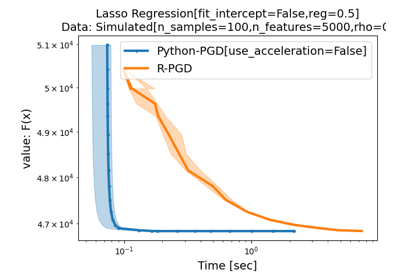 Lasso Regression[fit_intercept=False,reg=0.5]
Data: Simulated[n_samples=100,n_features=5000,rho=0
5.1 × 10⁴
5 × 10⁴
4.9 × 10⁴
4.8 × 10⁴
4.7 × 10⁴
value: F(x)
Python-PGD[use_acceleration=False]
R-PGD
10⁻¹
10⁰
Time [sec]